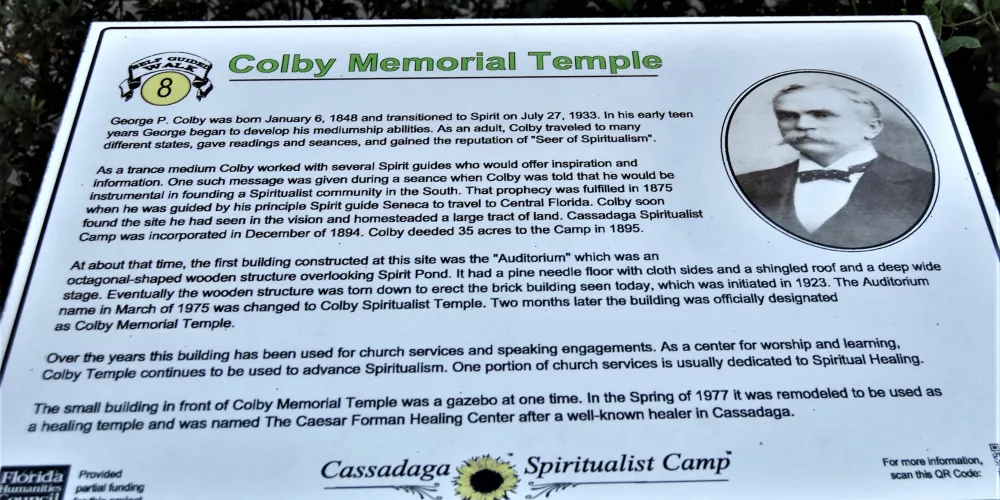 SELF GUIDED
WALK
8
Colby Memorial Temple
George P. Colby was born January 6, 1848 and transitioned to Spirit on July 27, 1933. In his early teen
years George began to develop his mediumship abilities. As an adult, Colby traveled to many
different states, gave readings and seances, and gained the reputation of "Seer of Spiritualism".
As a trance medium Colby worked with several Spirit guides who would offer inspiration and
information. One such message was given during a seance when Colby was told that he would be
instrumental in founding a Spiritualist community in the South. That prophecy was fulfilled in 1875
when he was guided by his principle Spirit guide Seneca to travel to Central Florida. Colby soon
found the site he had seen in the vision and homesteaded a large tract of land. Cassadaga Spiritualist
Camp was incorporated in December of 1894. Colby deeded 35 acres to the Camp in 1895.
At about that time, the first building constructed at this site was the "Auditorium" which was an
octagonal-shaped wooden structure overlooking Spirit Pond. It had a pine needle floor with cloth sides and a shingled roof and a deep wide
stage. Eventually the wooden structure was torn down to erect the brick building seen today, which was initiated in 1923. The Auditorium
name in March of 1975 was changed to Colby Spiritualist Temple. Two months later the building was officially designated
as Colby Memorial Temple.
Over the years this building has been used for church services and speaking engagements. As a center for worship and learning,
Colby Temple continues to be used to advance Spiritualism. One portion of church services is usually dedicated to Spiritual Healing.
The small building in front of Colby Memorial Temple was a gazebo at one time. In the Spring of 1977 it was remodeled to be used as
a healing temple and was named The Caesar Forman Healing Center after a well-known healer in Cassadaga.
Florida
Humanities
Council
Provided
partial funding
for this project
Cassadaga Spiritualist Camp
For more information,
scan this QR Code: